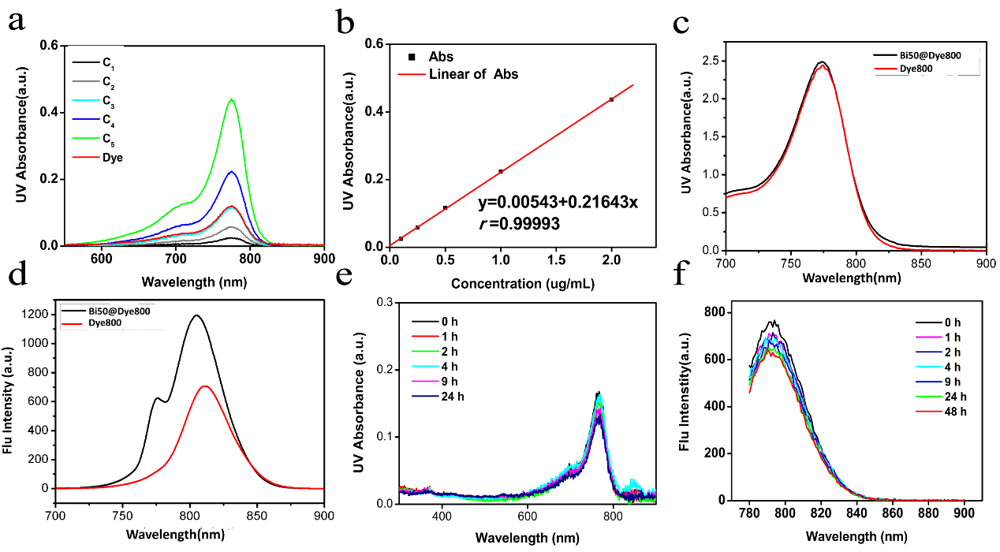 a
0.6
0.4
0.2
0.0
UV Absorbance(a.u.)
C1
C2
C3
C4
C5
Dye
600
700
800
900
Wavelength (nm)
b
0.6
0.4
0.2
0.0
UV Absorbance(a.u.)
Abs
Linear of Abs
y=0.00543+0.21643x
r=0.99993
0.0
0.5
1.0
1.5
2.0
Concentration (ug/mL)
c
2.5
2.0
1.5
1.0
0.5
0.0
UV Absorbance(a.u.)
Bi50@Dye800
Dye800
700
750
800
850
900
Wavelength(nm)
d
1200
1000
800
600
400
200
0
Flu Intensity (a.u.)
Bi50@Dye800
Dye800
700
750
800
850
900
Wavelength(nm)
e
0.3
0.2
0.1
0.0
UV Absorbance (a.u.)
0 h
1 h
2 h
4 h
9 h
24 h
400
600
800
Wavelength (nm)
f
800
600
400
200
0
Flu Intenstity(a.u.)
0 h
1 h
2 h
4 h
9 h
24 h
48 h
780
800
820
840
860
880
900
Wavelength (nm)